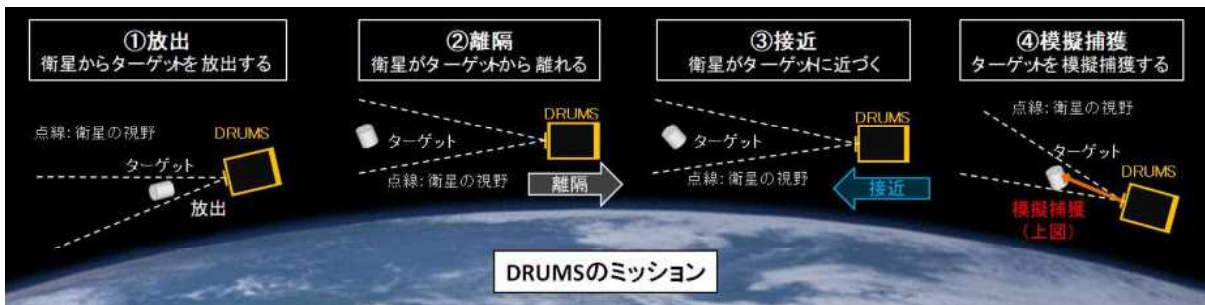 ①放出
衛星からターゲットを放出する
点線:衛星の視野
DRUMS
ターゲット
放出
②離隔
衛星がターゲットから離れる
DRUMS
ターゲット
点線:衛星の視野
離隔
③接近
衛星がターゲットに近づく
DRUMS
ターゲット
点線:衛星の視野
接近
④模擬捕獲
ターゲットを模擬捕獲する
点線:衛星の視野
ターゲット
DRUMS
模擬捕獲
(上図)
DRUMSのミッション